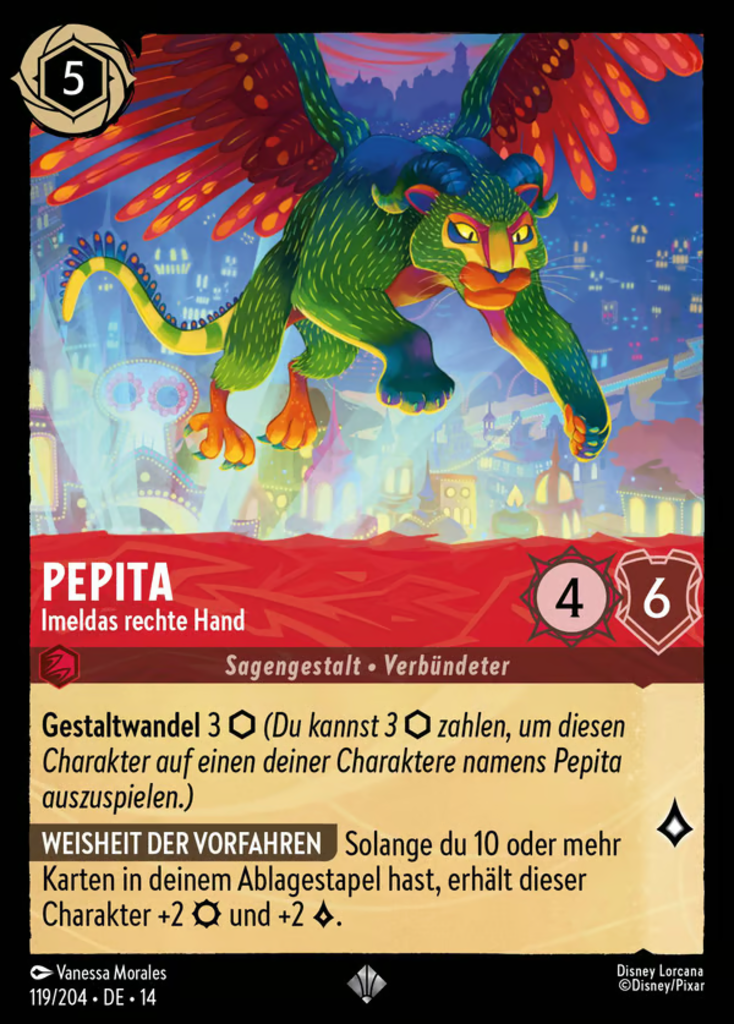 5
PEPITA
Imeldas rechte Hand
4
6
Sagengestalt • Verbündeter
Gestaltwandel 3 ⬡ (Du kannst 3 ⬡ zahlen, um diesen
Charakter auf einen deiner Charaktere namens Pepita
auszuspielen.)
WEISHEIT DER VORFAHREN Solange du 10 oder mehr
Karten in deinem Ablagestapel hast, erhält dieser
Charakter +2 ¤ und +2 ◊.
Vanessa Morales
119/204 • DE • 14
Disney Lorcana
©Disney/Pixar